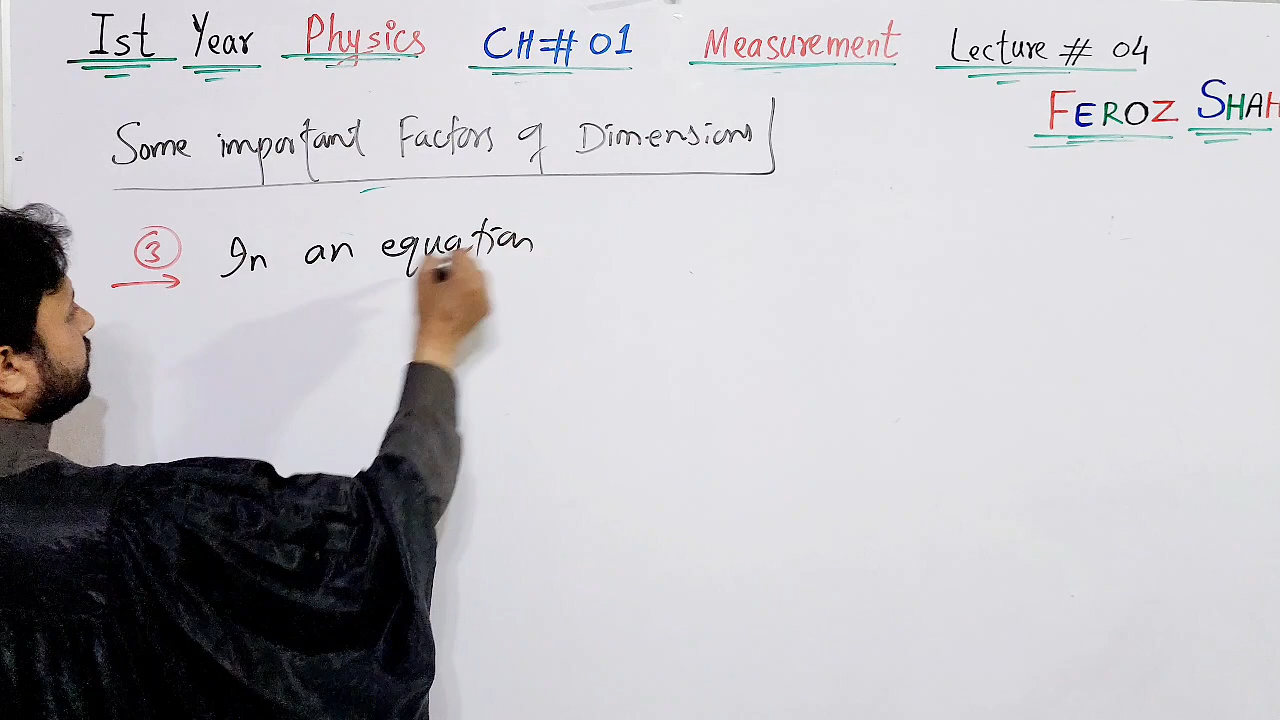 Ist Year Physics CH# 01 Measurement Lecture # 04
FEROZ SHAH
Some important Factors of Dimensions
3 In an equation